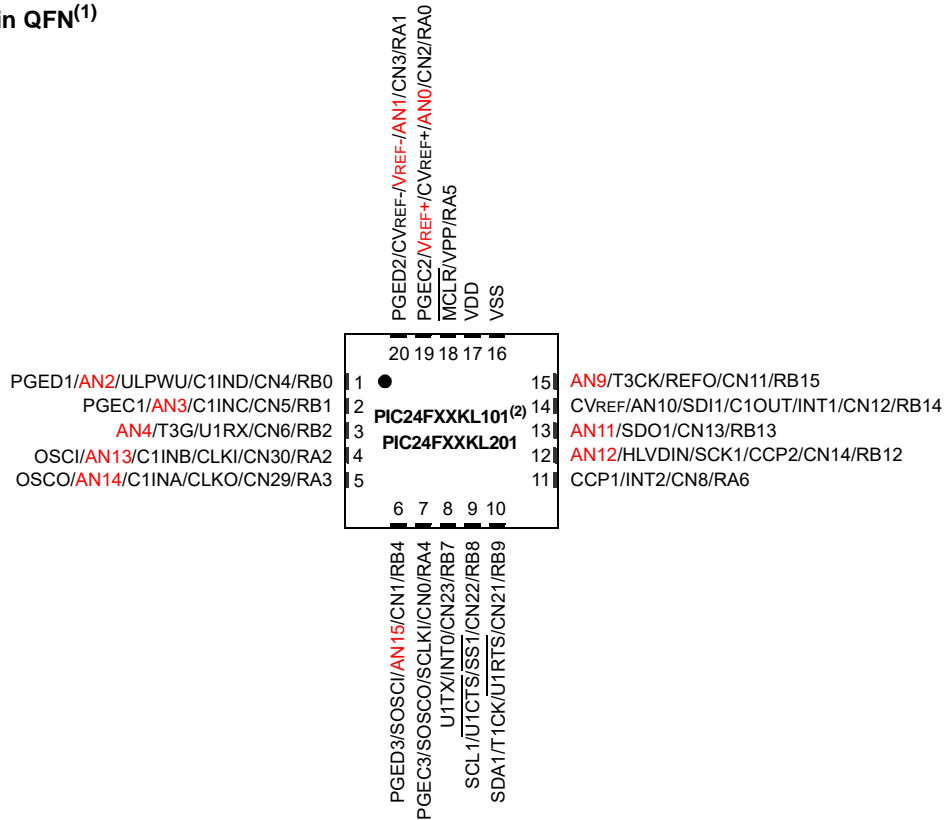 in QFN(1)
PGED2/CVREF-/VREF-/AN1/CN3/RA1
PGEC2/VREF+/CVREF+/AN0/CN2/RA0
MCLR/VPP/RA5
VDD
VSS
20 19 18 17 16
PGED1/AN2/ULPWU/C1IND/CN4/RB0 1
PGEC1/AN3/C1INC/CN5/RB1 2
AN4/T3G/U1RX/CN6/RB2 3
OSCI/AN13/C1INB/CLKI/CN30/RA2 4
OSCO/AN14/C1INA/CLKO/CN29/RA3 5
PIC24FXXKL101(2)
PIC24FXXKL201
15 AN9/T3CK/REFO/CN11/RB15
14 CVREF/AN10/SDI1/C1OUT/INT1/CN12/RB14
13 AN11/SDO1/CN13/RB13
12 AN12/HLVDIN/SCK1/CCP2/CN14/RB12
11 CCP1/INT2/CN8/RA6
6 7 8 9 10
PGED3/SOSCI/AN15/CN1/RB4
PGEC3/SOSCO/SCLKI/CN0/RA4
U1TX/INT0/CN23/RB7
SCL1/U1CTS/SS1/CN22/RB8
SDA1/T1CK/U1RTS/CN21/RB9